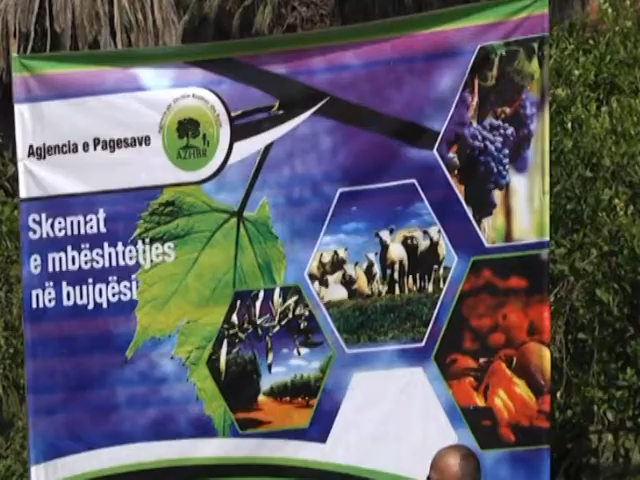 Agjencia e Pagesave
AZHBR
Skemat
e mbështetjes
në bujqësi